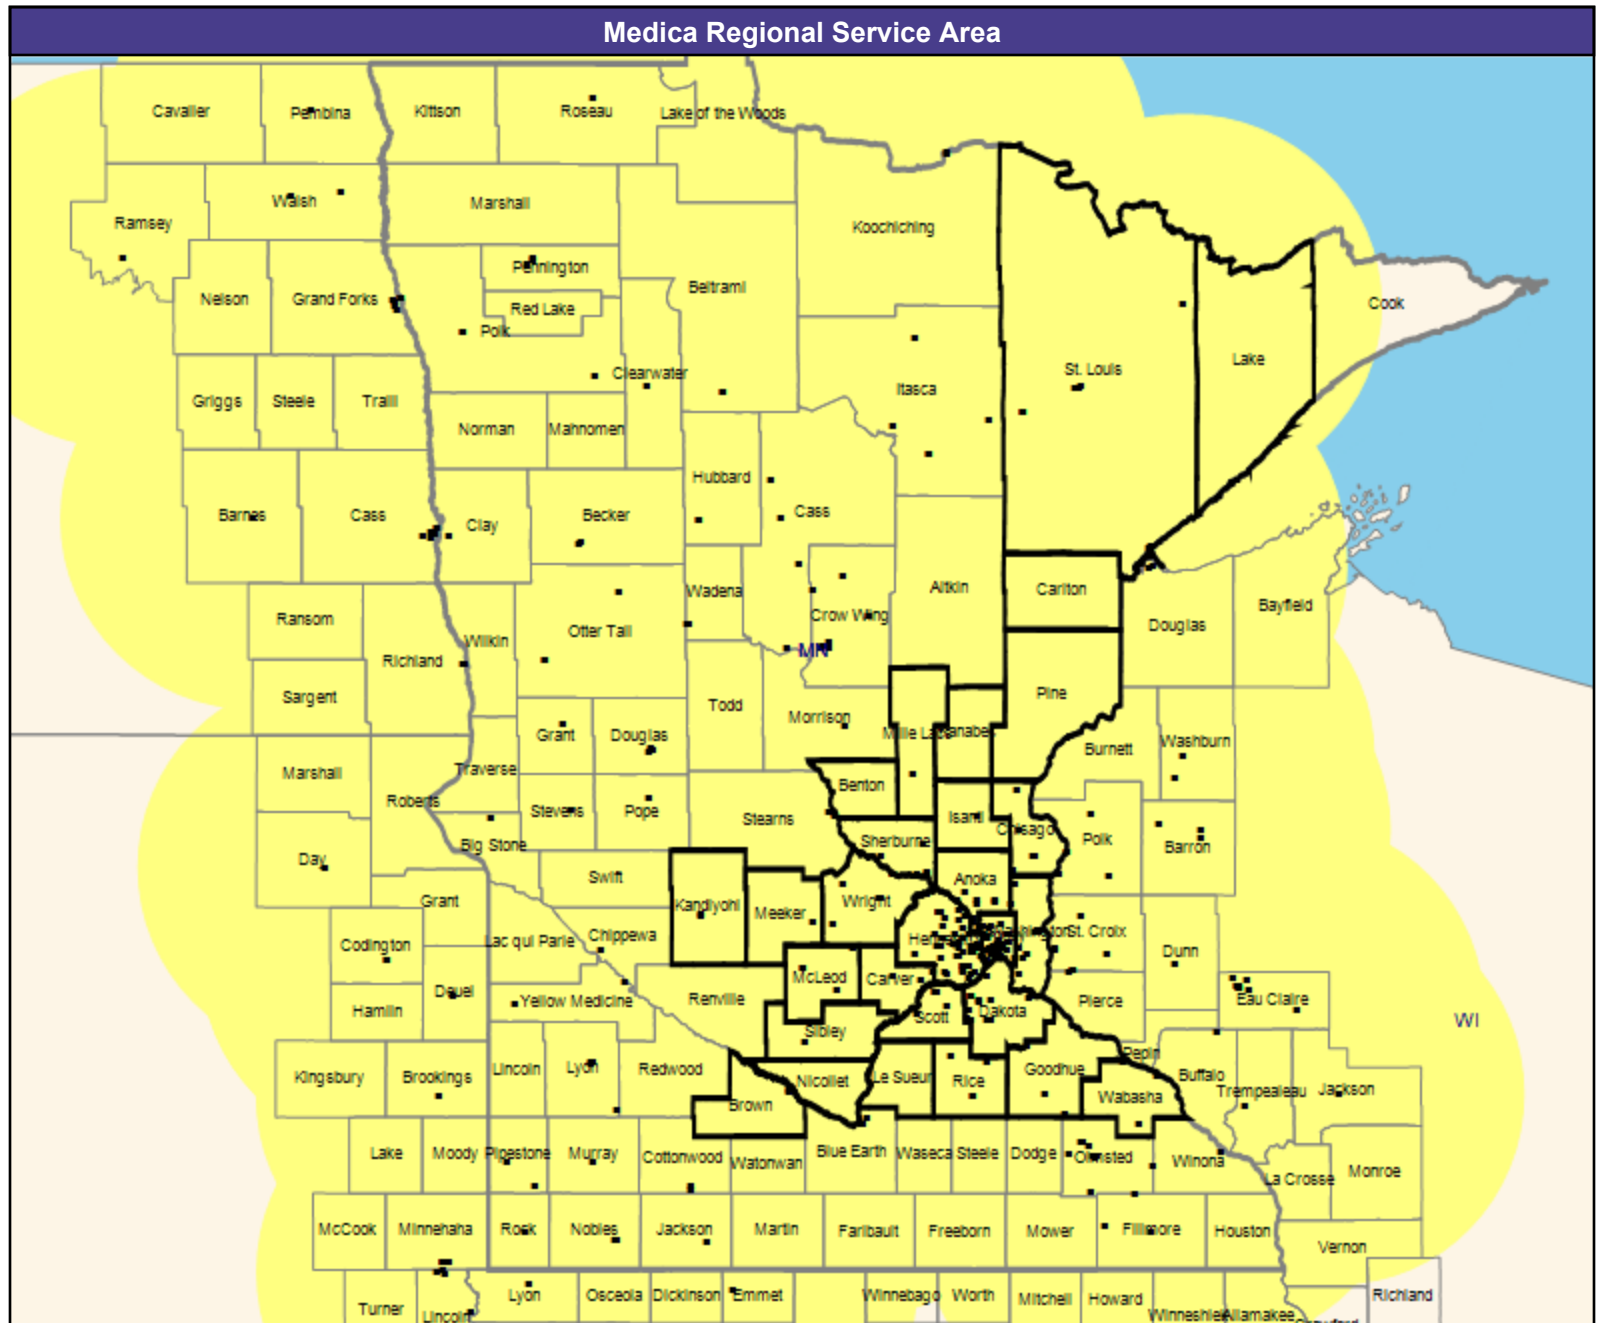 Medica Regional Service Area
Cavalier
Pembina
Kittson
Roseau
Lake of the Woods
Walsh
Marshall
Ramsey
Koochiching
Pennington
Nelson
Grand Forks
Red Lake
Beltrami
Cook
Polk
Clearwater
Itasca
St. Louis
Lake
Griggs
Steele
Traill
Norman
Mahnomen
Hubbard
Cass
Barnes
Cass
Clay
Becker
Wadena
Crow Wing
Aitkin
Carlton
Bayfield
Douglas
Ransom
Richland
Wilkin
Otter Tail
MN
Sargent
Todd
Morrison
Pine
Mille Lacs
Kanabec
Burnett
Washburn
Grant
Douglas
Marshall
Traverse
Roberts
Stevens
Pope
Benton
Stearns
Isanti
Chisago
Polk
Barron
Sherburne
Big Stone
Day
Swift
Anoka
Grant
Kandiyohi
Meeker
Wright
Codington
Lac qui Parle
Chippewa
Hennepin
Washington
St. Croix
Dunn
McLeod
Carver
Deuel
Hamlin
Yellow Medicine
Renville
Scott
Dakota
Pierce
Eau Claire
WI
Sibley
Pepin
Kingsbury
Brookings
Lincoln
Lyon
Redwood
Nicollet
Le Sueur
Rice
Goodhue
Buffalo
Trempealeau
Jackson
Brown
Wabasha
Lake
Moody
Pipestone
Murray
Cottonwood
Watonwan
Blue Earth
Waseca
Steele
Dodge
Olmsted
Winona
La Crosse
Monroe
McCook
Minnehaha
Rock
Nobles
Jackson
Martin
Faribault
Freeborn
Mower
Fillmore
Houston
Vernon
Turner
Lincoln
Lyon
Osceola
Dickinson
Emmet
Winnebago
Worth
Mitchell
Howard
Winneshiek
Allamakee
Richland